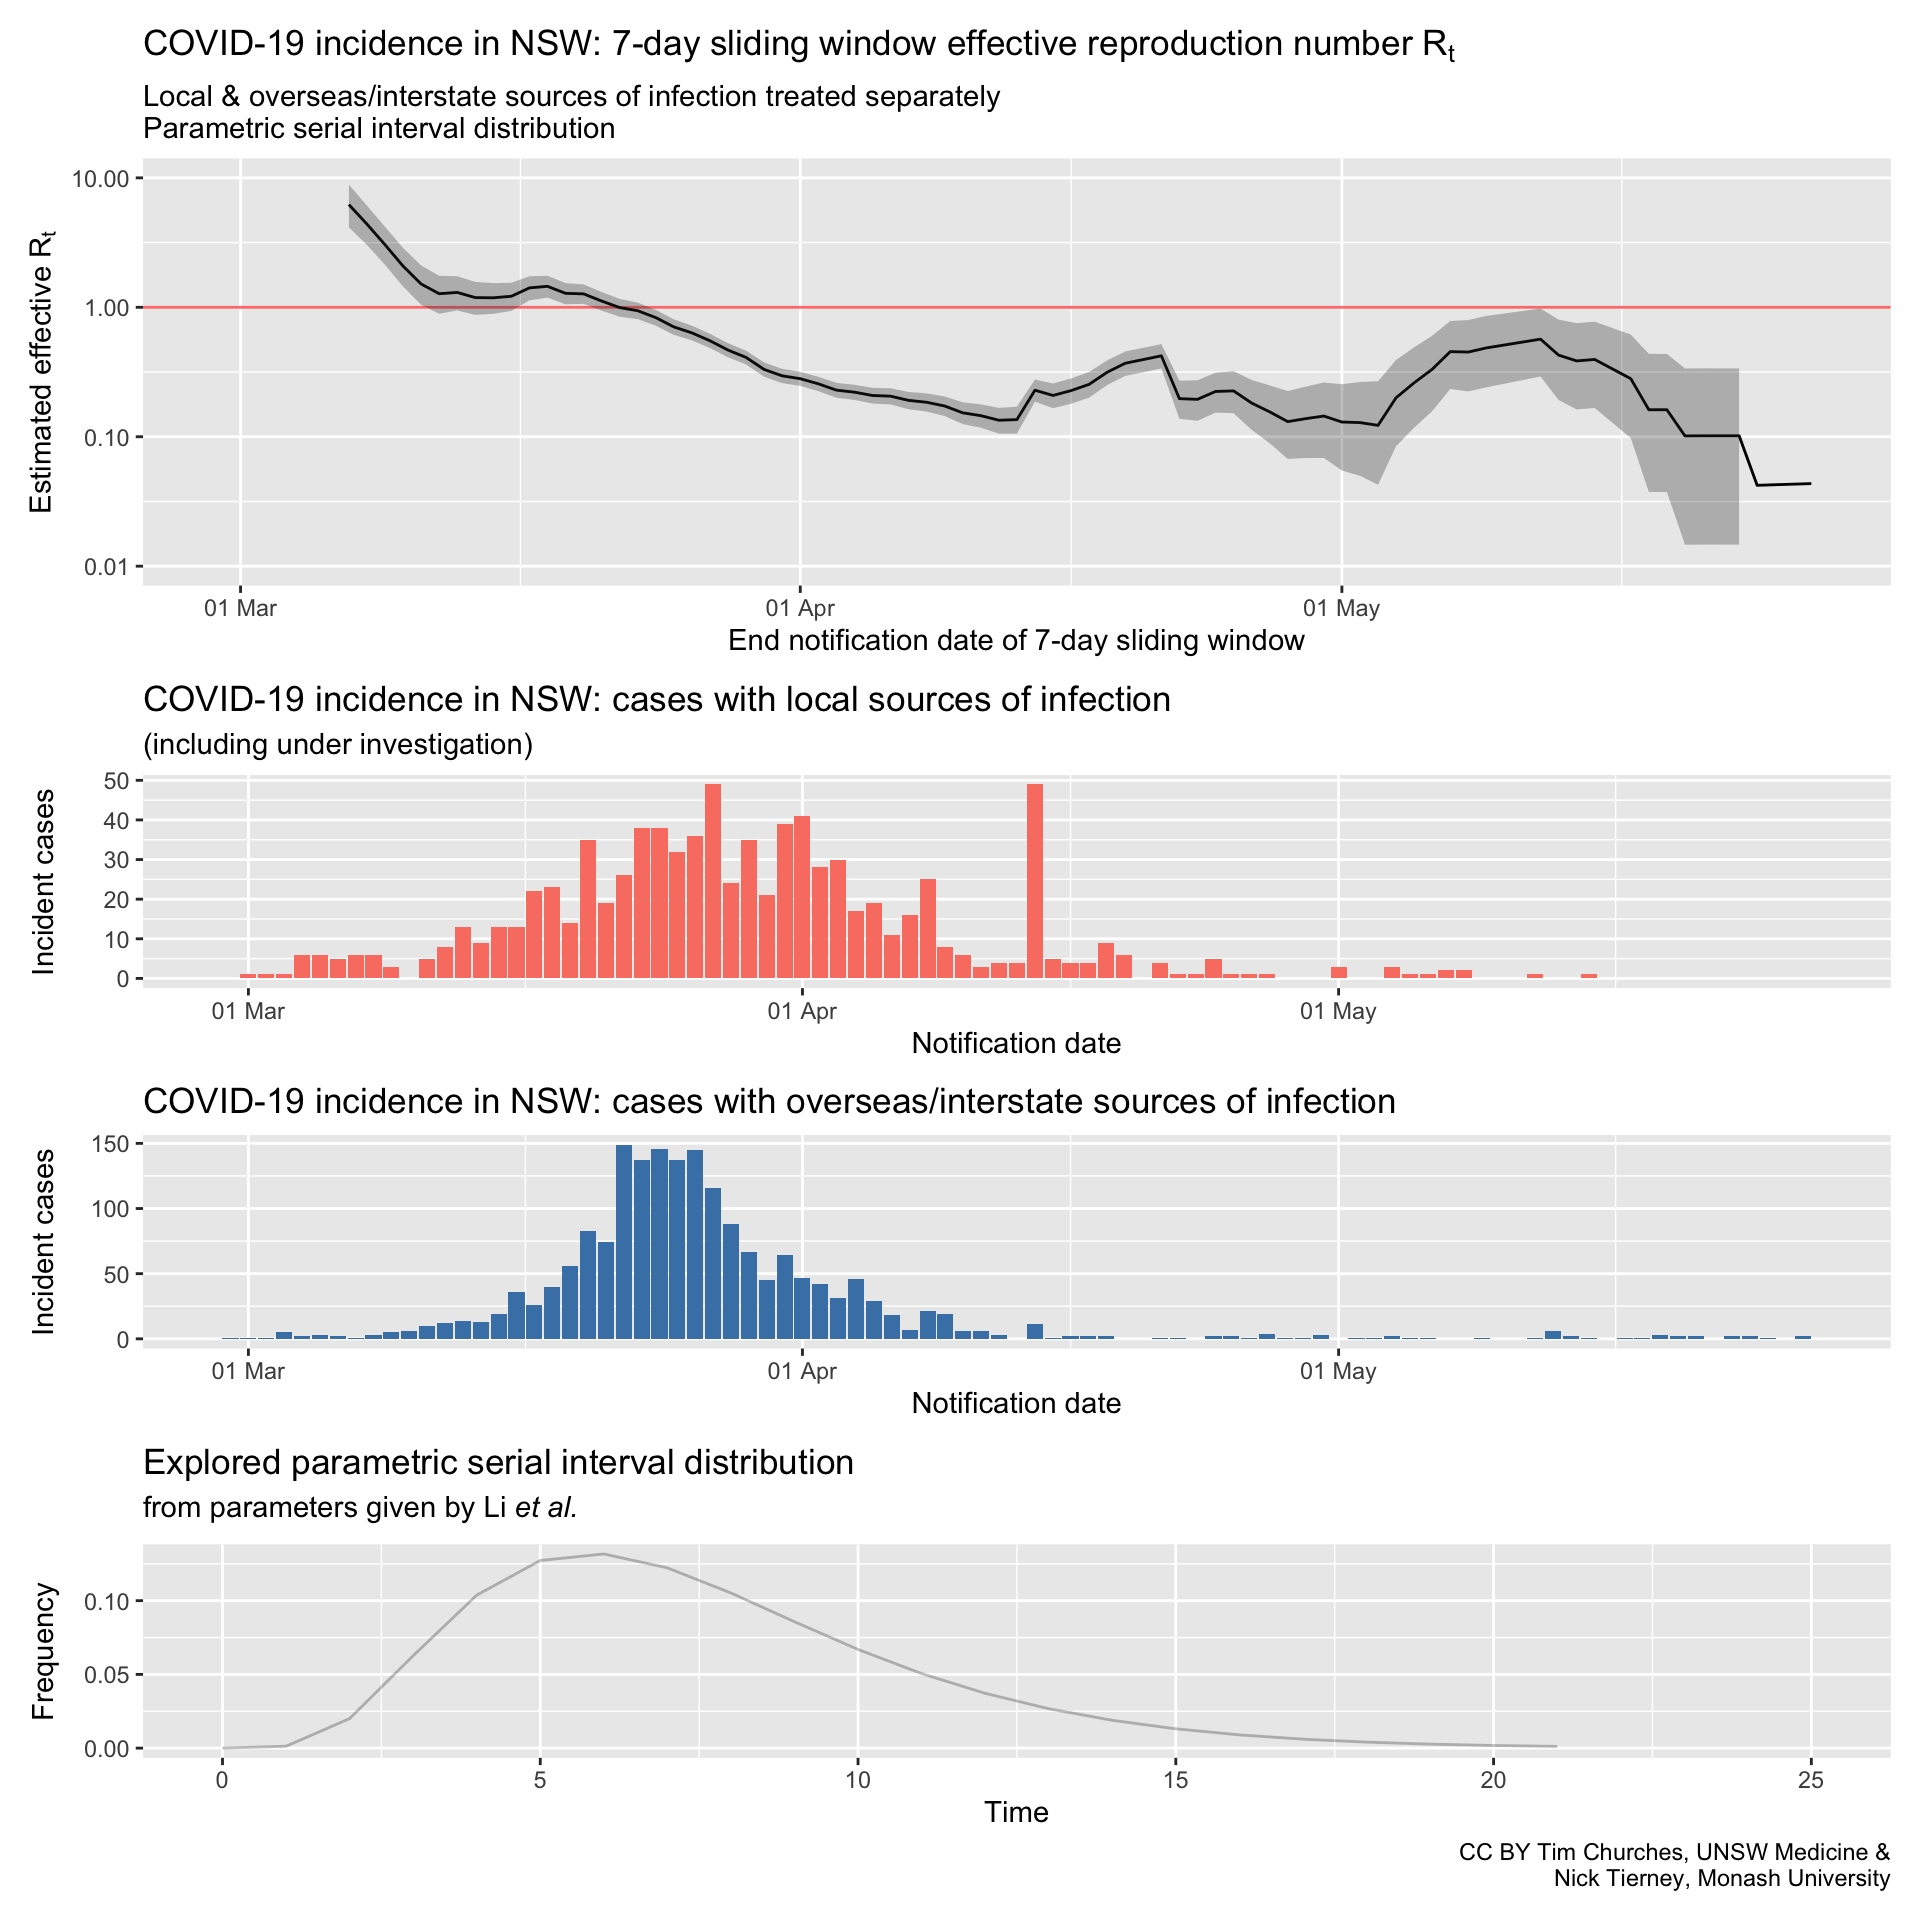 COVID-19 incidence in NSW: 7-day sliding window effective reproduction number Rt
Local & overseas/interstate sources of infection treated separately
Parametric serial interval distribution
Estimated effective Rt
10.00
1.00
0.10
0.01
01 Mar
01 Apr
01 May
End notification date of 7-day sliding window
COVID-19 incidence in NSW: cases with local sources of infection
(including under investigation)
Incident cases
50
40
30
20
10
0
01 Mar
01 Apr
01 May
Notification date
COVID-19 incidence in NSW: cases with overseas/interstate sources of infection
Incident cases
150
100
50
0
01 Mar
01 Apr
01 May
Notification date
Explored parametric serial interval distribution
from parameters given by Li et al.
Frequency
0.10
0.05
0.00
0
5
10
15
20
25
Time
CC BY Tim Churches, UNSW Medicine &
Nick Tierney, Monash University